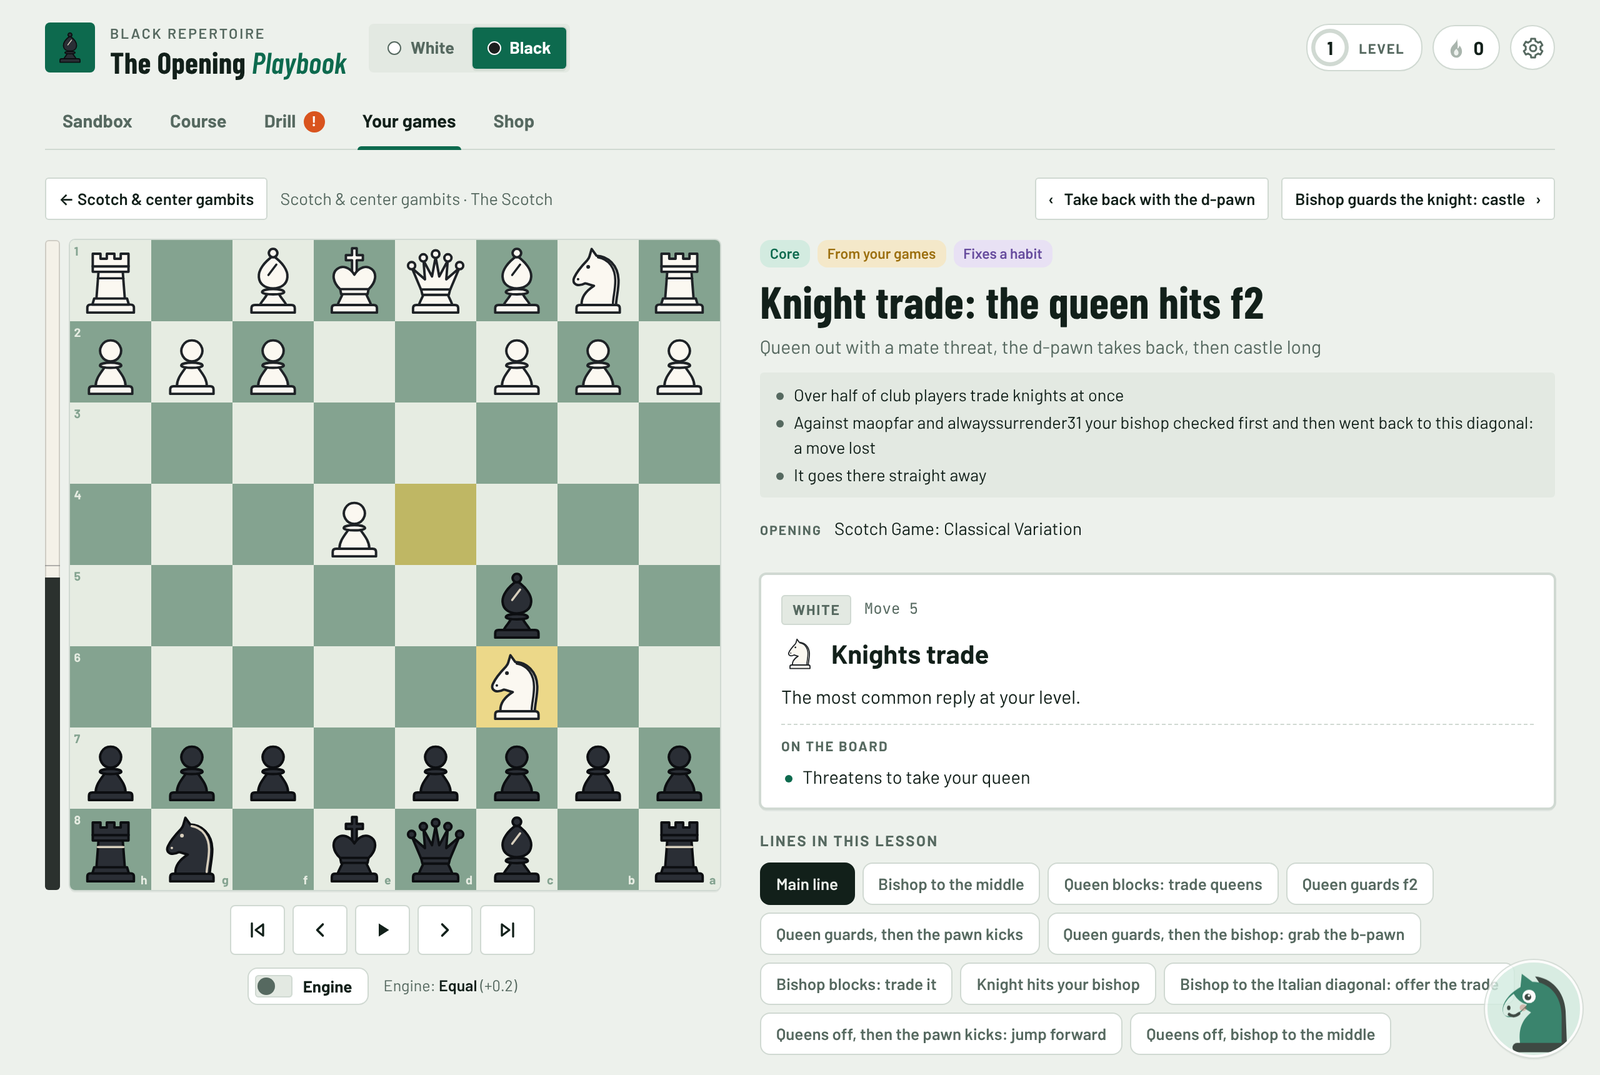 BLACK REPERTOIRE
The Opening Playbook
White
Black
1 LEVEL
0
Sandbox
Course
Drill !
Your games
Shop
← Scotch & center gambits
Scotch & center gambits · The Scotch
‹ Take back with the d-pawn
Bishop guards the knight: castle ›
1
2
3
4
5
6
7
8
h
g
f
e
d
c
b
a
Engine
Engine: Equal (+0.2)
Core
From your games
Fixes a habit
Knight trade: the queen hits f2
Queen out with a mate threat, the d-pawn takes back, then castle long
Over half of club players trade knights at once
Against maopfar and alwayssurrender31 your bishop checked first and then went back to this diagonal:
a move lost
It goes there straight away
OPENING Scotch Game: Classical Variation
WHITE Move 5
Knights trade
The most common reply at your level.
ON THE BOARD
Threatens to take your queen
LINES IN THIS LESSON
Main line
Bishop to the middle
Queen blocks: trade queens
Queen guards f2
Queen guards, then the pawn kicks
Queen guards, then the bishop: grab the b-pawn
Bishop blocks: trade it
Knight hits your bishop
Bishop to the Italian diagonal: offer the trade
Queens off, then the pawn kicks: jump forward
Queens off, bishop to the middle